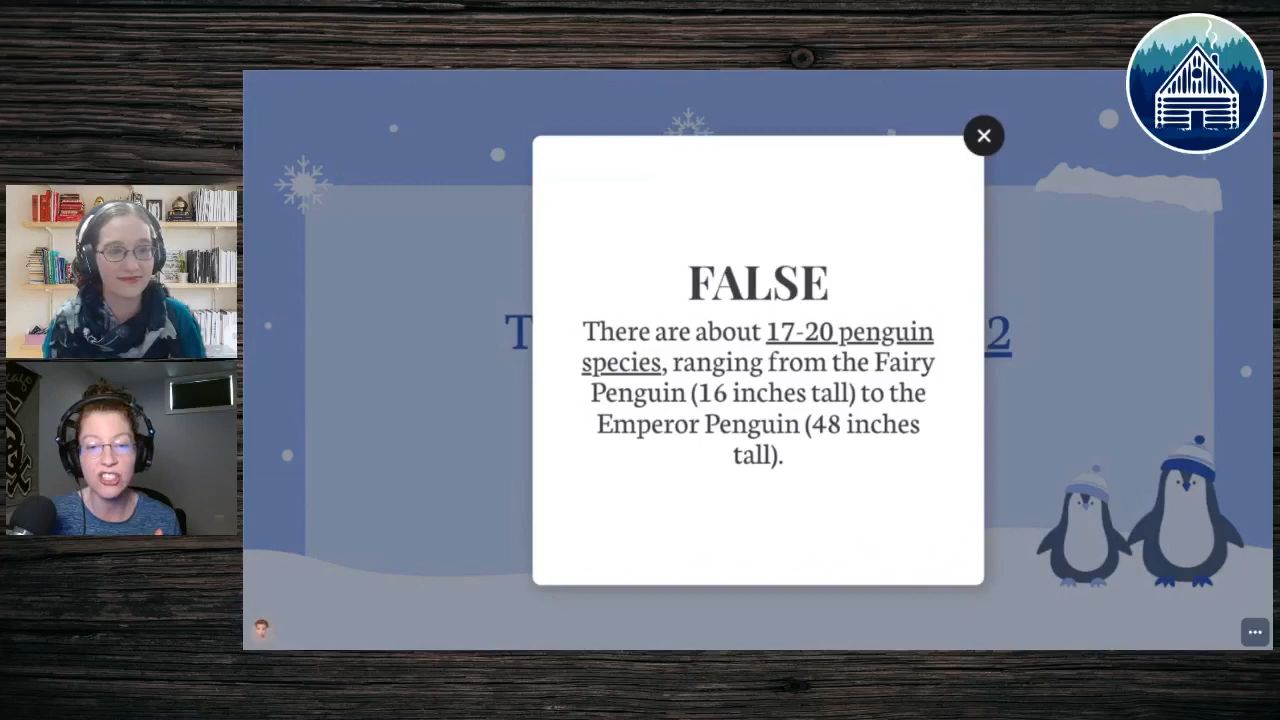 FALSE
There are about 17-20 penguin
species, ranging from the Fairy
Penguin (16 inches tall) to the
Emperor Penguin (48 inches
tall).
T
2